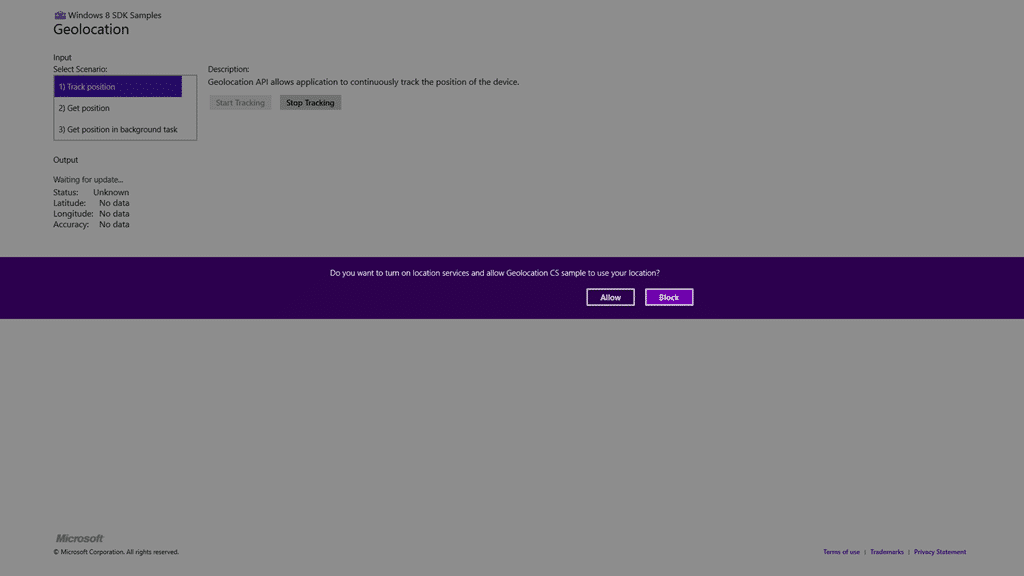 Windows 8 SDK Samples
Geolocation
Input
Select Scenario:
1) Track position
2) Get position
3) Get position in background task
Description:
Geolocation API allows application to continuously track the position of the device.
Start Tracking
Stop Tracking
Output
Waiting for update...
Status: Unknown
Latitude: No data
Longitude: No data
Accuracy: No data
Do you want to turn on location services and allow Geolocation CS sample to use your location?
Allow
Block
Microsoft
© Microsoft Corporation. All rights reserved.
Terms of use | Trademarks | Privacy Statement